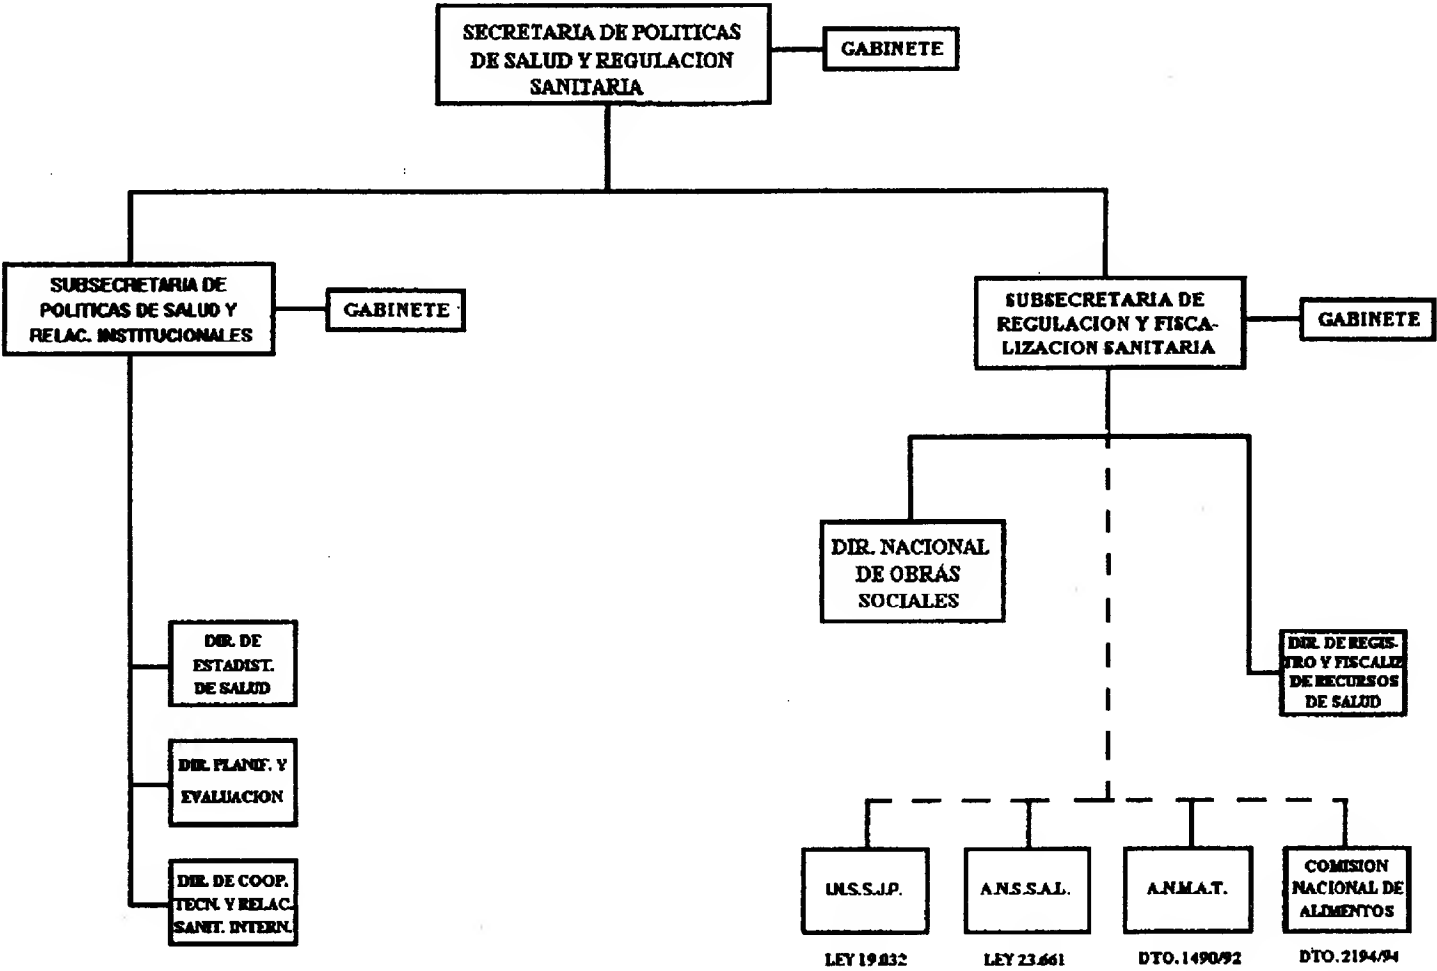 SECRETARIA DE POLITICAS
DE SALUD Y REGULACION
SANITARIA
GABINETE
SUBSECRETARIA DE
POLITICAS DE SALUD Y
RELAC. INSTITUCIONALES
GABINETE
SUBSECRETARIA DE
REGULACION Y FISCA-
LIZACION SANITARIA
GABINETE
DIR. NACIONAL
DE OBRÁS
SOCIALES
DIR. DE
ESTADIST.
DE SALUD
DIR. DE REGIS-
TRO Y FISCALIZ
DE RECURSOS
DE SALUD
DIR. PLANIF. Y
EVALUACION
DIR. DE COOP.
TECN. Y RELAC.
SANIT. INTERN.
I.N.S.S.J.P.
LEY 19.032
A.N.S.S.A.L.
LEY 23.661
A.N.M.A.T.
DTO. 1490/92
COMISION
NACIONAL DE
ALIMENTOS
DTO. 2194/94